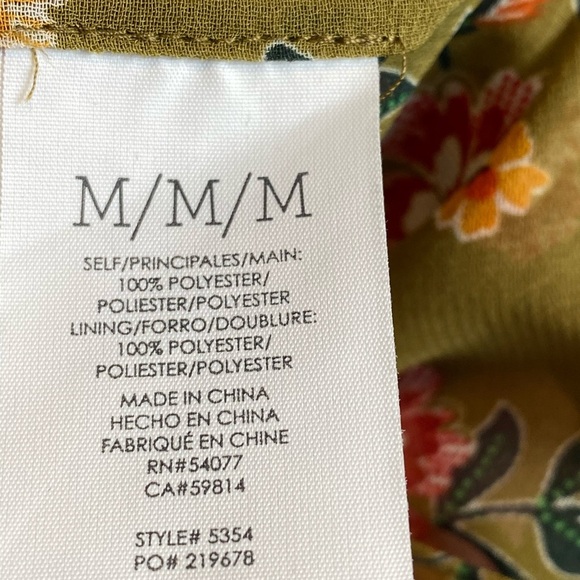 M/M/M
SELF/PRINCIPALES/MAIN:
100% POLYESTER/
POLIESTER/POLYESTER
LINING/FORRO/DOUBLURE:
100% POLYESTER/
POLIESTER/POLYESTER
MADE IN CHINA
HECHO EN CHINA
FABRIQUÉ EN CHINE
RN#54077
CA#59814
STYLE# 5354
PO# 219678